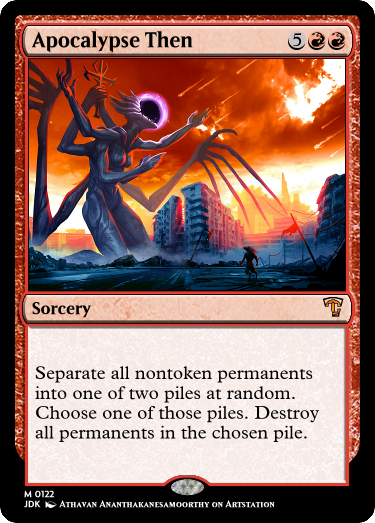 Apocalypse Then 5
Sorcery
Separate all nontoken permanents
into one of two piles at random.
Choose one of those piles. Destroy
all permanents in the chosen pile.
M 0122
JDK Athavan Ananthakanesamoorthy on Artstation